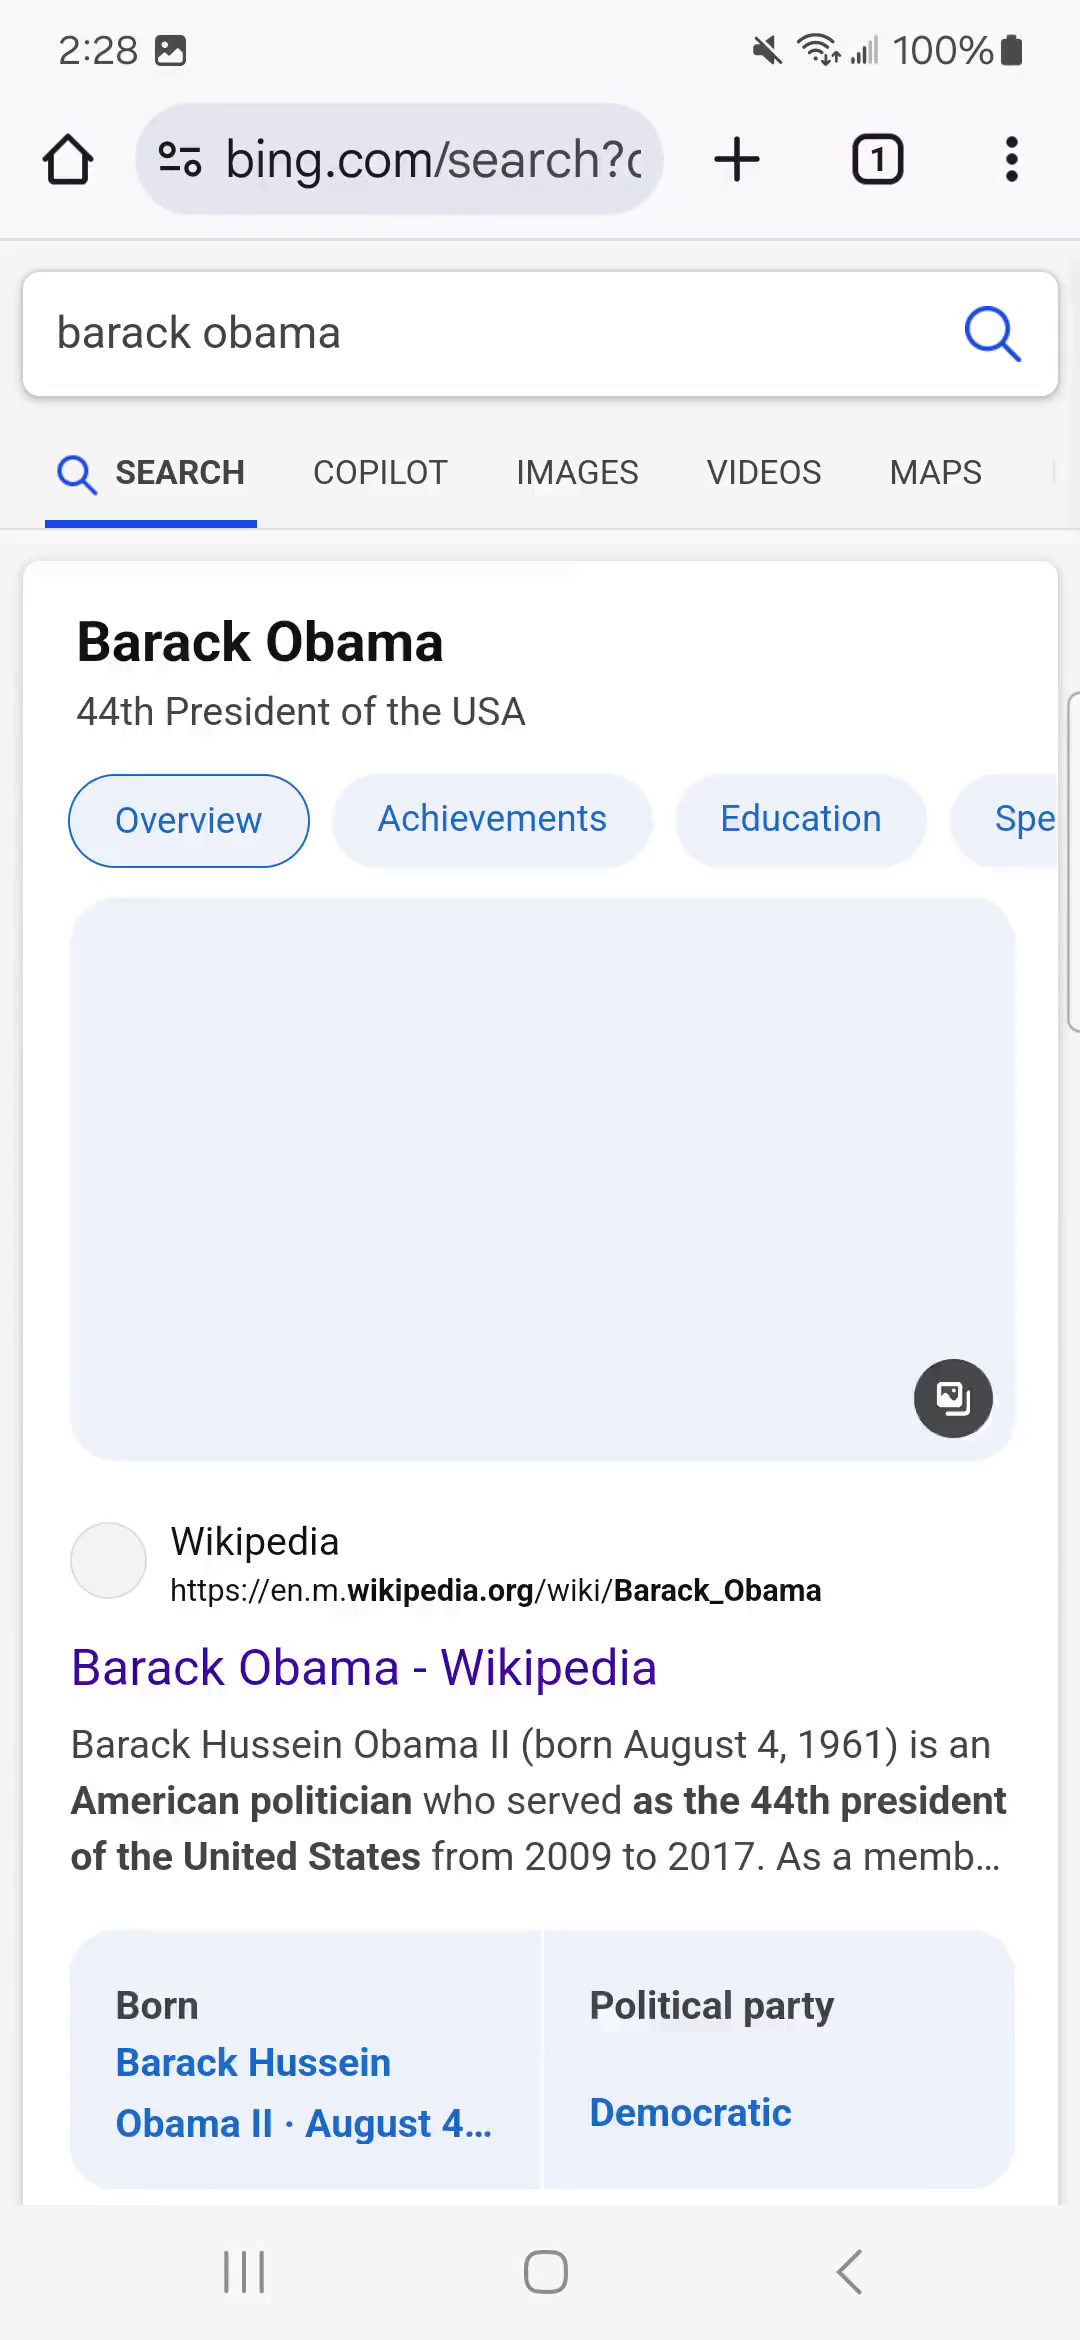 2:28
100%
bing.com/search?
1
barack obama
SEARCH COPILOT IMAGES VIDEOS MAPS
Barack Obama
44th President of the USA
Overview Achievements Education Spe
Wikipedia
https://en.m.wikipedia.org/wiki/Barack_Obama
Barack Obama - Wikipedia
Barack Hussein Obama II (born August 4, 1961) is an
American politician who served as the 44th president
of the United States from 2009 to 2017. As a memb...
Born
Barack Hussein
Obama II · August 4...
Political party
Democratic